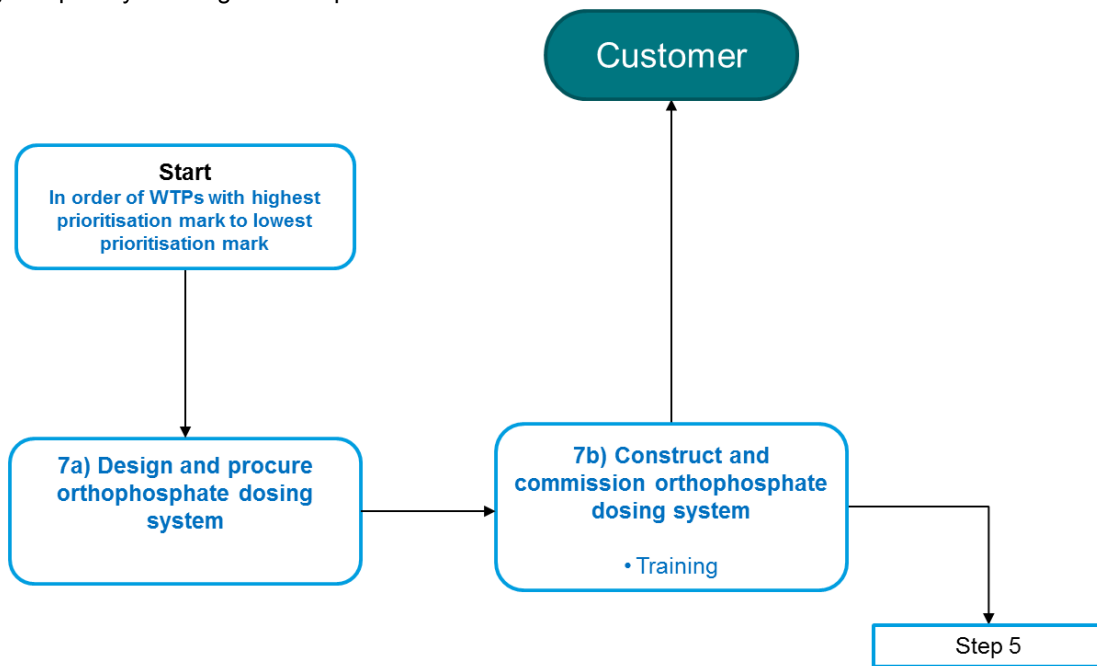 Customer
Start
In order of WTPs with highest
prioritisation mark to lowest
prioritisation mark
7a) Design and procure
orthophosphate dosing
system
7b) Construct and
commission orthophosphate
dosing system
• Training
Step 5